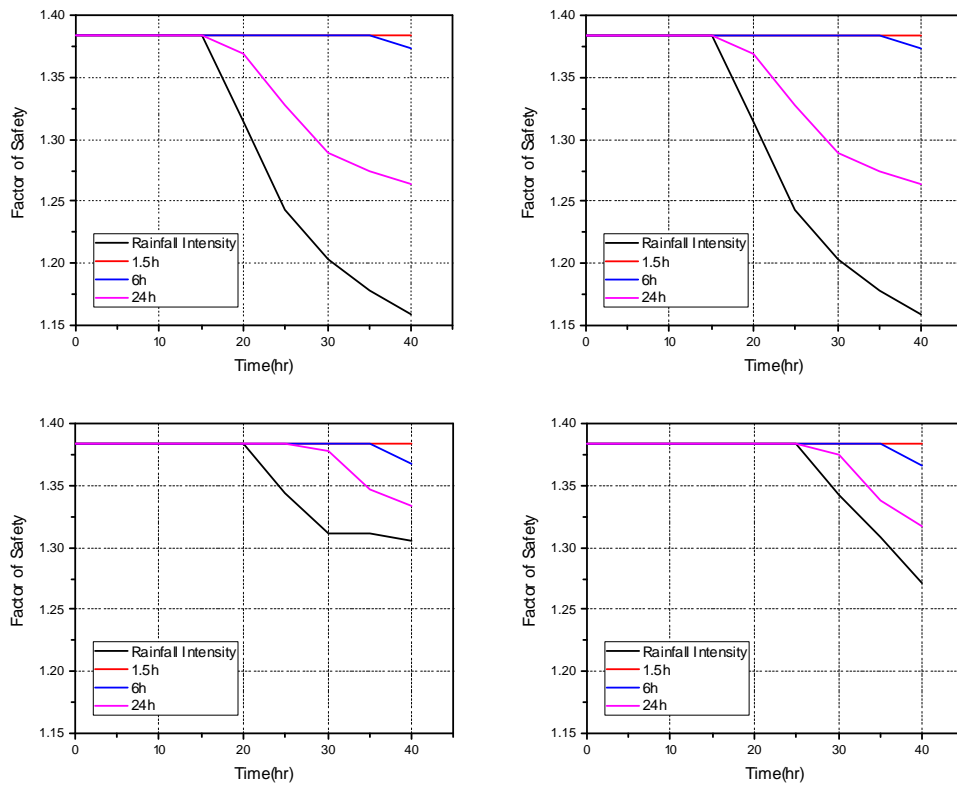 1.40
1.35
1.30
1.25
1.20
1.15
Factor of Safety
Rainfall Intensity
1.5h
6h
24h
0
10
20
30
40
Time(hr)
1.40
1.35
1.30
1.25
1.20
1.15
Factor of Safety
Rainfall Intensity
1.5h
6h
24h
0
10
20
30
40
Time(hr)
1.40
1.35
1.30
1.25
1.20
1.15
Factor of Safety
Rainfall Intensity
1.5h
6h
24h
0
10
20
30
40
Time(hr)
1.40
1.35
1.30
1.25
1.20
1.15
Factor of Safety
Rainfall Intensity
1.5h
6h
24h
0
10
20
30
40
Time(hr)